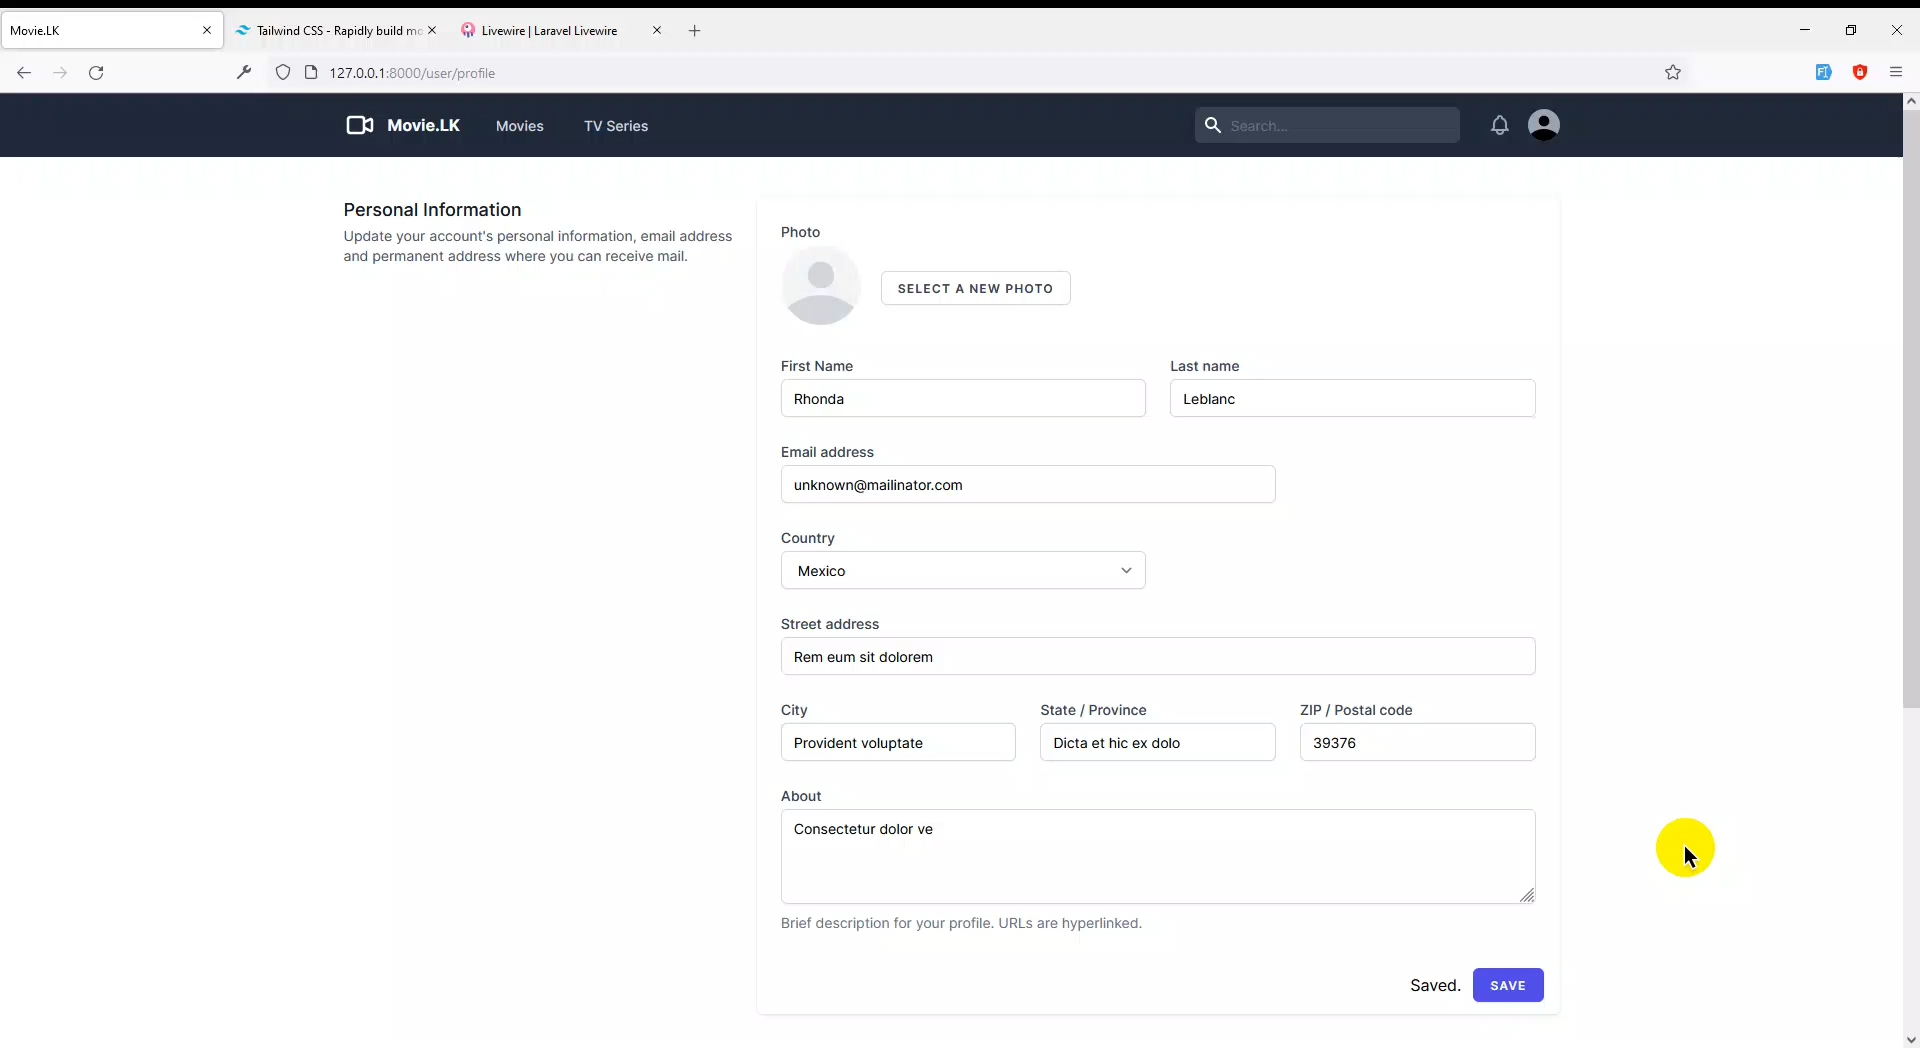 Movie.LK
Tailwind CSS - Rapidly build mo
Livewire | Laravel Livewire
127.0.0.1:8000/user/profile
Movie.LK
Movies
TV Series
Search...
Personal Information
Update your account's personal information, email address
and permanent address where you can receive mail.
Photo
SELECT A NEW PHOTO
First Name
Last name
Rhonda
Leblanc
Email address
unknown@mailinator.com
Country
Mexico
Street address
Rem eum sit dolorem
City
State / Province
ZIP / Postal code
Provident voluptate
Dicta et hic ex dolo
39376
About
Consectetur dolor ve
Brief description for your profile. URLs are hyperlinked.
Saved.
SAVE